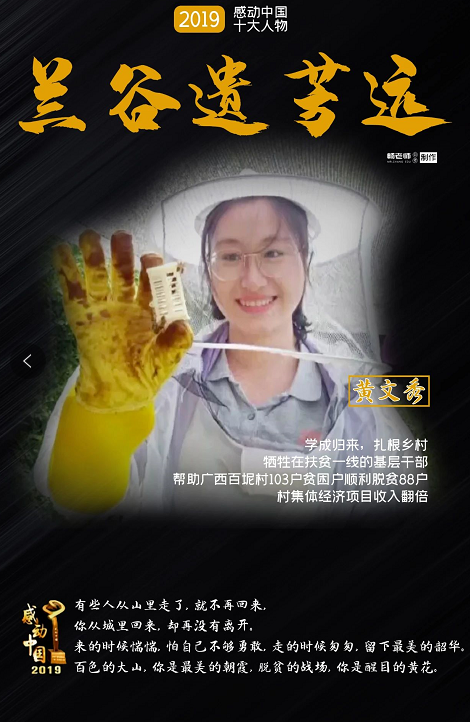 2019
感动中国
十大人物
兰谷遗芳远
杨老师
制作
黄文秀
学成归来，扎根乡村
牺牲在扶贫一线的基层干部
帮助广西百坭村103户贫困户顺利脱贫88户
村集体经济项目收入翻倍
感动中国
2019
有些人从山里走了，就不再回来，
你从城里回来，却再没有离开，
来的时候惴惴，怕自己不够勇敢，走的时候匆匆，留下最美的韶华。
百色的大山，你是最美的朝霞，脱贫的战场，你是醒目的黄花。